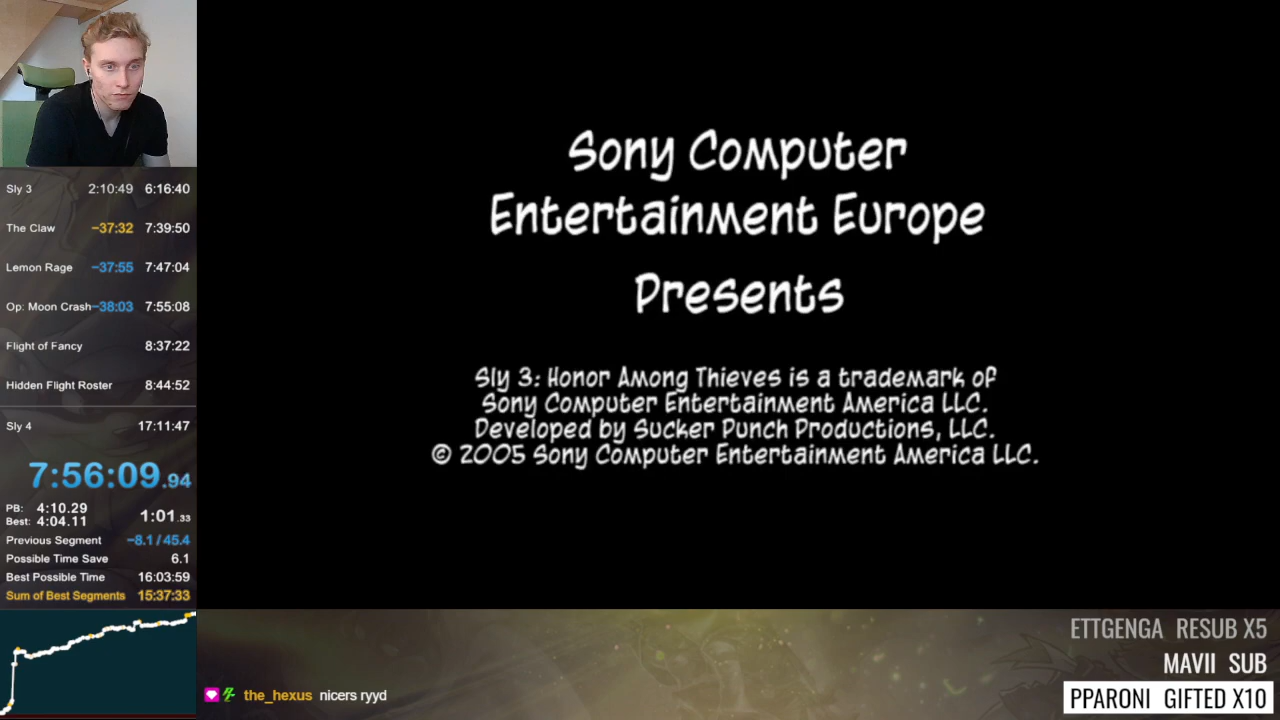 Sly 3 2:10:49 6:16:40
The Claw −37:32 7:39:50
Lemon Rage −37:55 7:47:04
Op: Moon Crash −38:03 7:55:08
Flight of Fancy 8:37:22
Hidden Flight Roster 8:44:52
Sly 4 17:11:47
7:56:09.94
PB: 4:10.29
Best: 4:04.11
1:01.33
Previous Segment −8.1 / 45.4
Possible Time Save 6.1
Best Possible Time 16:03:59
Sum of Best Segments 15:37:33
Sony Computer
Entertainment Europe
Presents
Sly 3: Honor Among Thieves is a trademark of
Sony Computer Entertainment America LLC.
Developed by Sucker Punch Productions, LLC.
© 2005 Sony Computer Entertainment America LLC.
the_hexus nicers ryyd
ETTGENGA RESUB X5
MAVII SUB
PPARONI GIFTED X10